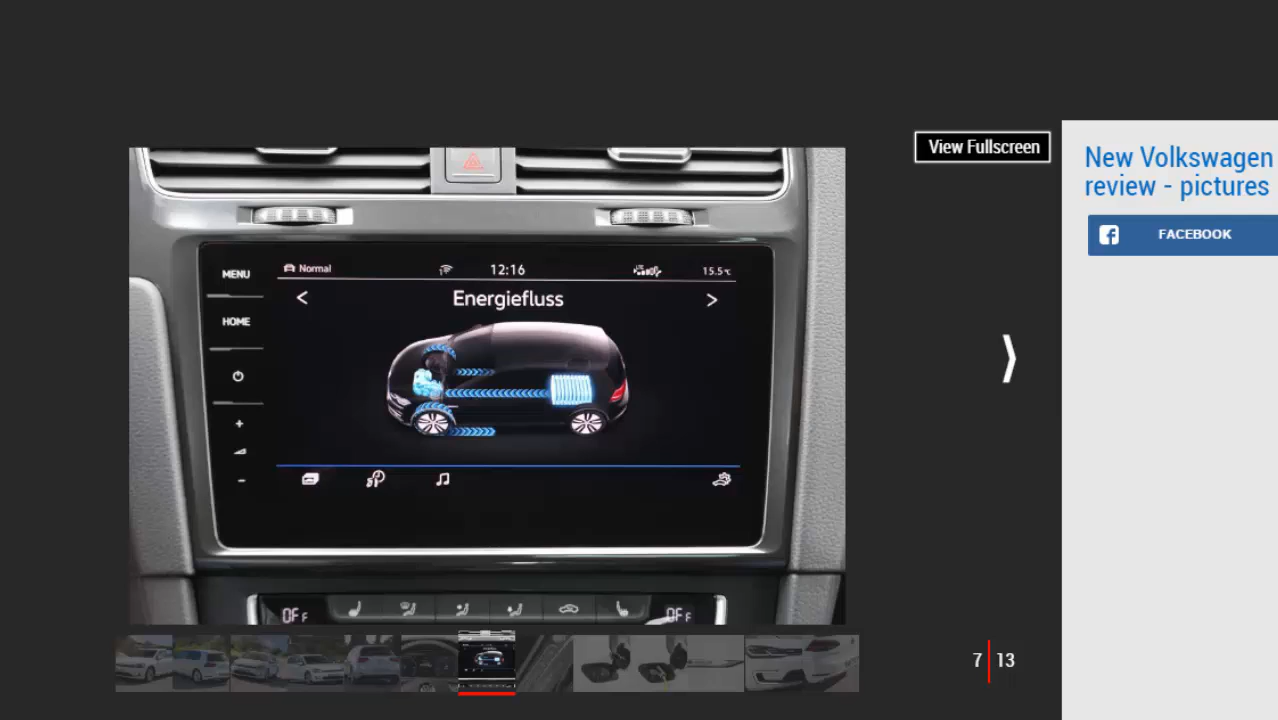 View Fullscreen
New Volkswagen
review - pictures
FACEBOOK
MENU
Normal
12:16
15.5°C
Energiefluss
HOME
OFF
OFF
7
13